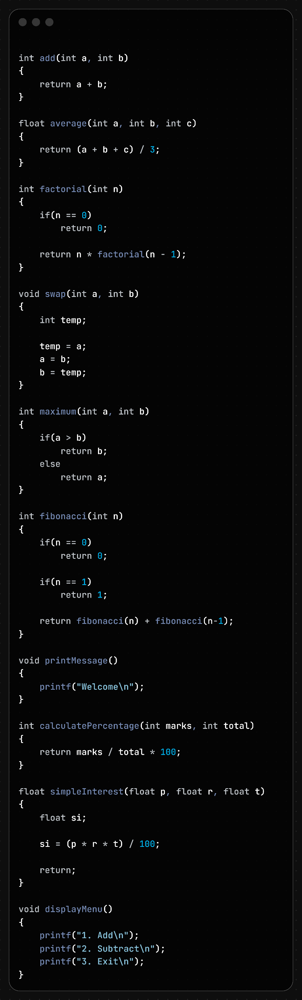 int add(int a, int b)
{
    return a + b;
}

float average(int a, int b, int c)
{
    return (a + b + c) / 3;
}

int factorial(int n)
{
    if(n == 0)
        return 0;

    return n * factorial(n - 1);
}

void swap(int a, int b)
{
    int temp;

    temp = a;
    a = b;
    b = temp;
}

int maximum(int a, int b)
{
    if(a > b)
        return b;
    else
        return a;
}

int fibonacci(int n)
{
    if(n == 0)
        return 0;

    if(n == 1)
        return 1;

    return fibonacci(n) + fibonacci(n-1);
}

void printMessage()
{
    printf("Welcome\n");
}

int calculatePercentage(int marks, int total)
{
    return marks / total * 100;
}

float simpleInterest(float p, float r, float t)
{
    float si;

    si = (p * r * t) / 100;

    return;
}

void displayMenu()
{
    printf("1. Add\n");
    printf("2. Subtract\n");
    printf("3. Exit\n");
}